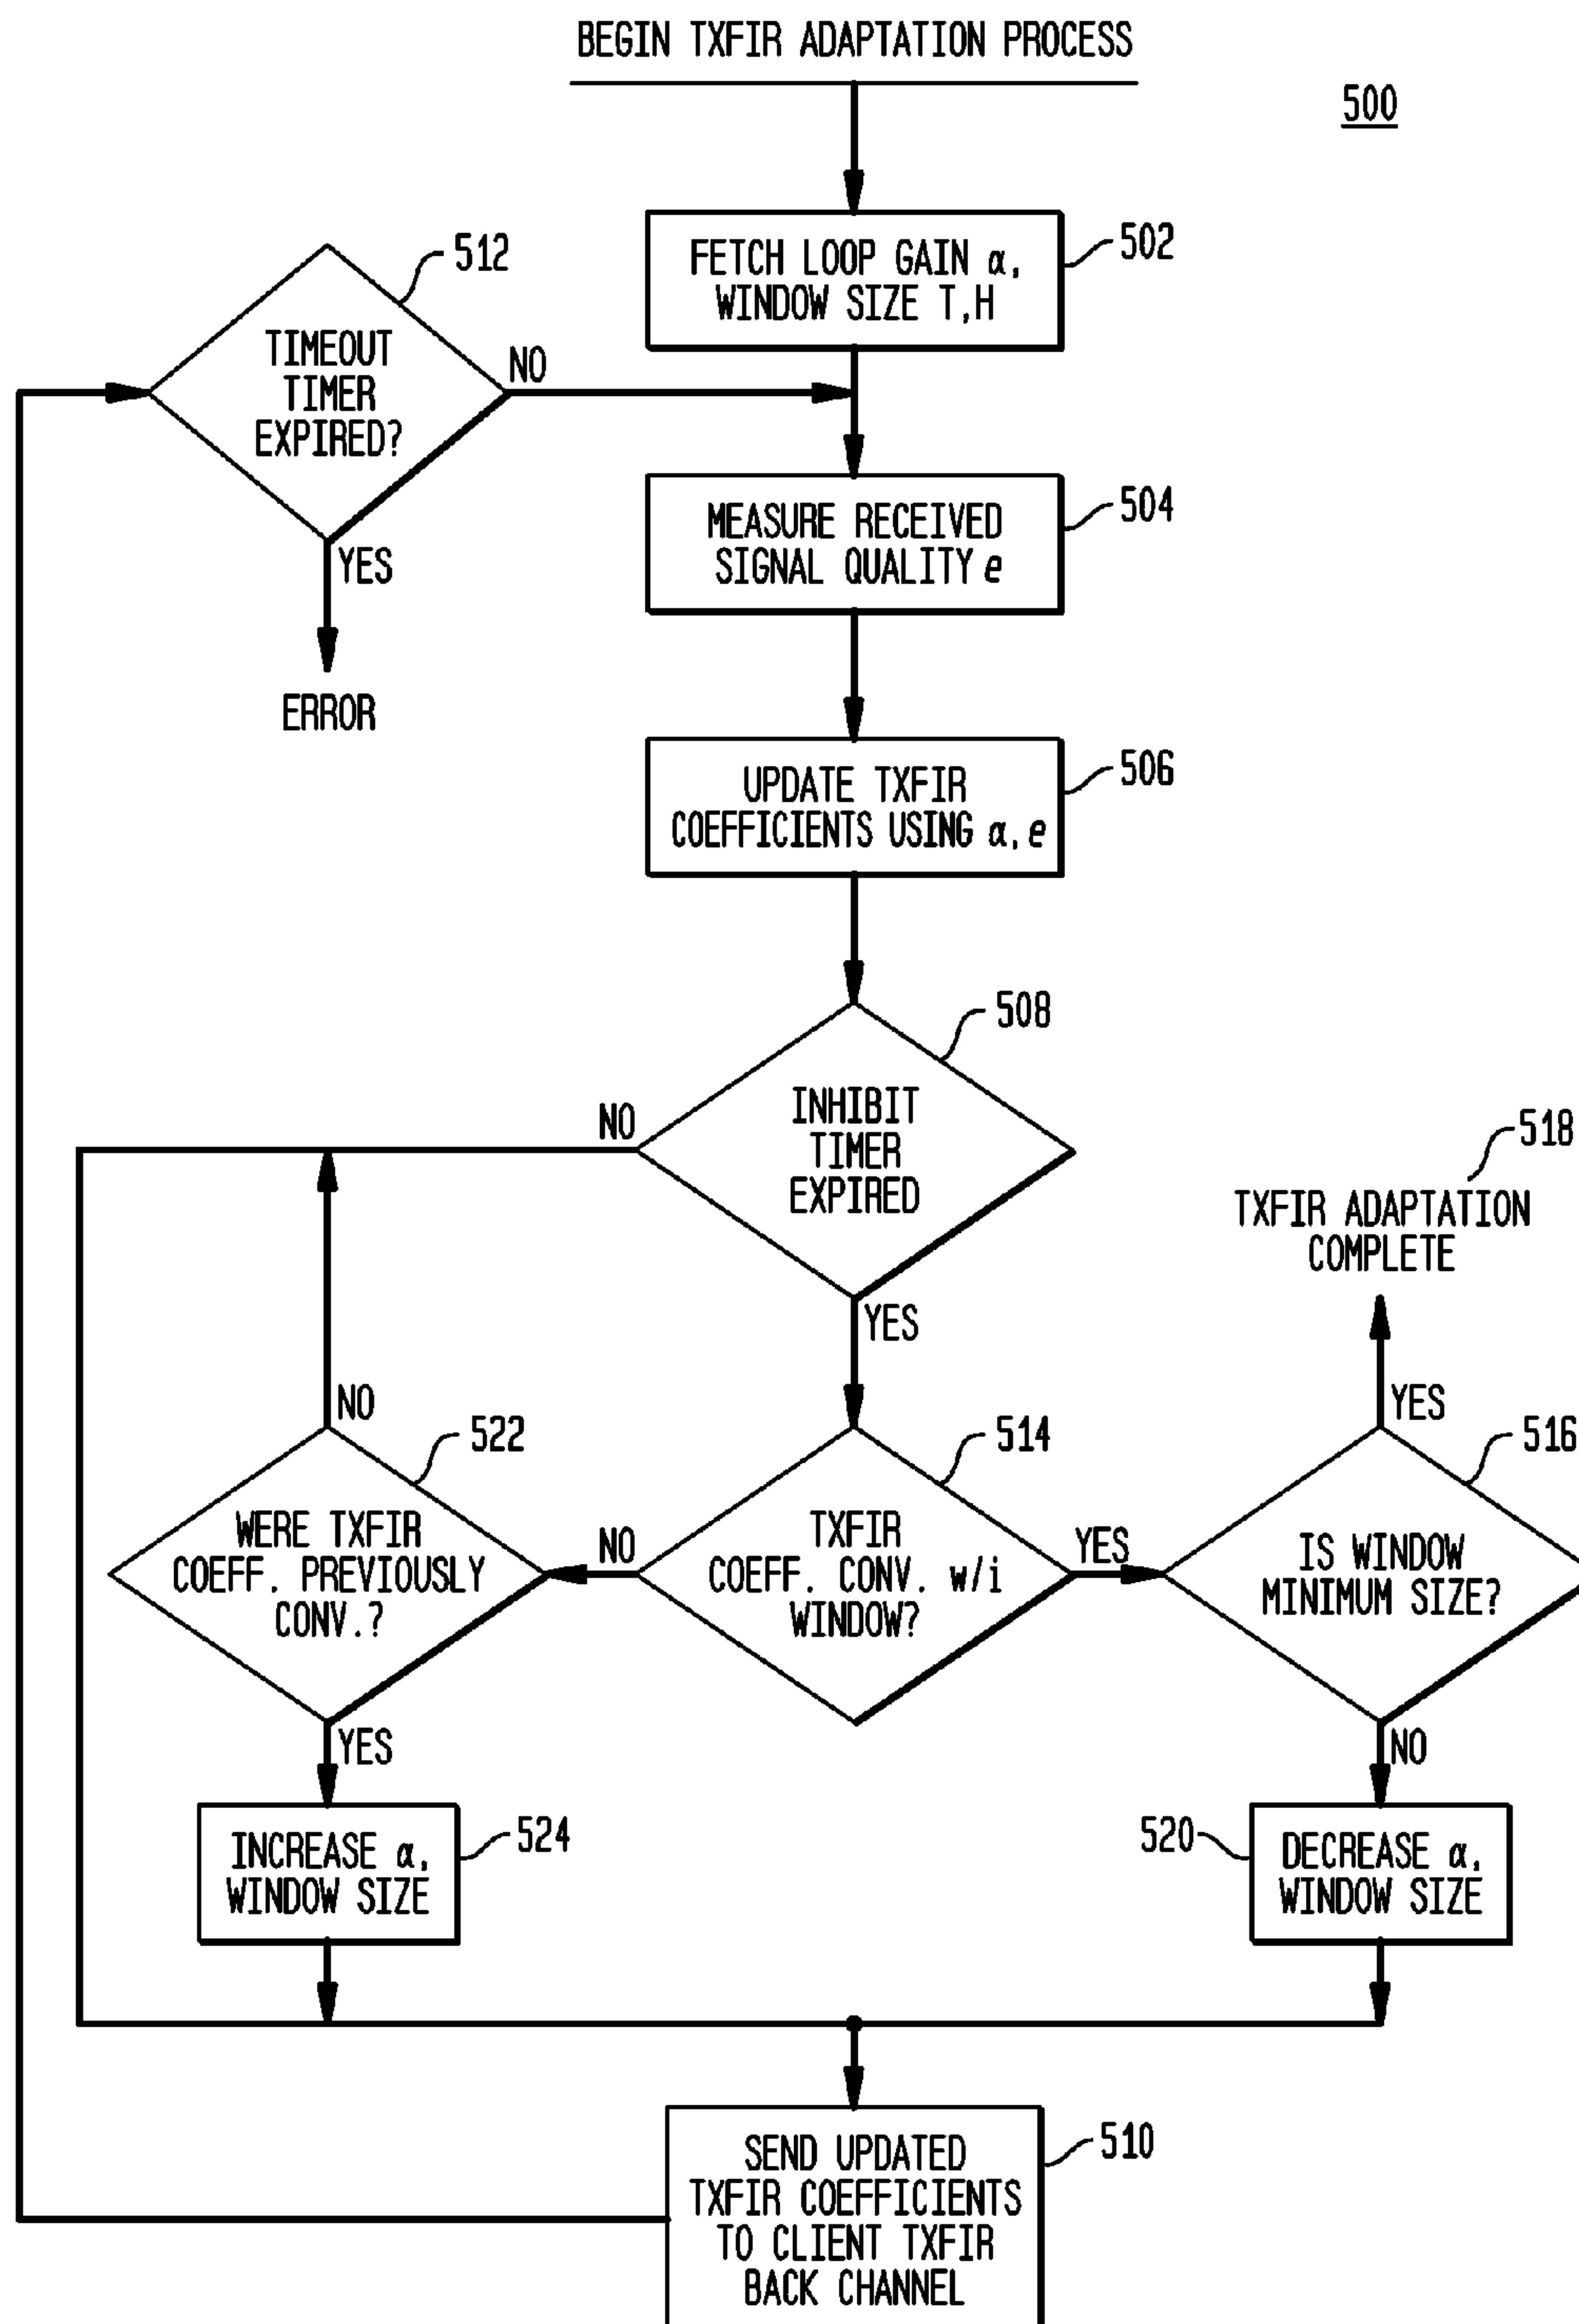 BEGIN TXFIR ADAPTATION PROCESS
500
FETCH LOOP GAIN α,
WINDOW SIZE T,H
502
512
TIMEOUT
TIMER
EXPIRED?
NO
YES
ERROR
MEASURE RECEIVED
SIGNAL QUALITY e
504
UPDATE TXFIR
COEFFICIENTS USING α, e
506
508
INHIBIT
TIMER
EXPIRED
NO
YES
518
TXFIR ADAPTATION
COMPLETE
YES
NO
522
WERE TXFIR
COEFF. PREVIOUSLY
CONV.?
NO
514
TXFIR
COEFF. CONV. w/i
WINDOW?
YES
516
IS WINDOW
MINIMUM SIZE?
YES
NO
INCREASE α,
WINDOW SIZE
524
520
DECREASE α,
WINDOW SIZE
SEND UPDATED
TXFIR COEFFICIENTS
TO CLIENT TXFIR
BACK CHANNEL
510